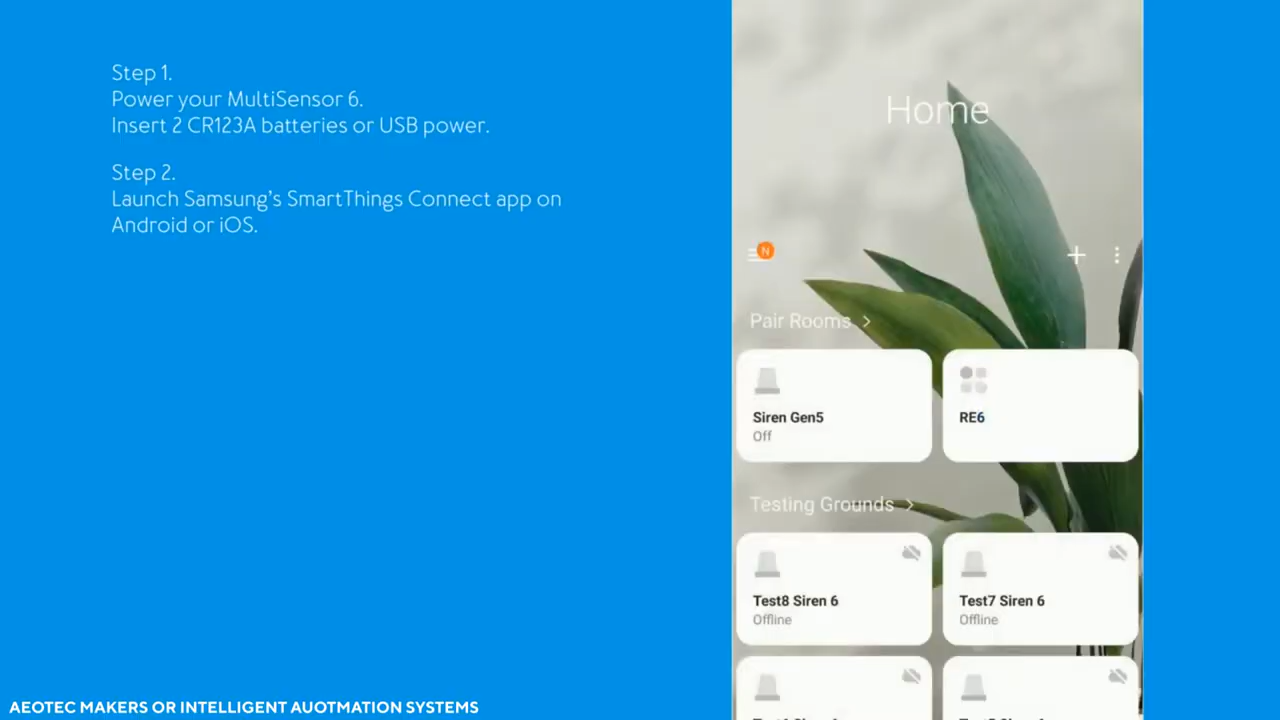 Step 1.
Power your MultiSensor 6.
Insert 2 CR123A batteries or USB power.
Step 2.
Launch Samsung's SmartThings Connect app on
Android or iOS.
Home
N
Pair Rooms >
Siren Gen5
Off
RE6
Testing Grounds >
Test8 Siren 6
Offline
Test7 Siren 6
Offline
AEOTEC MAKERS OR INTELLIGENT AUOTMATION SYSTEMS